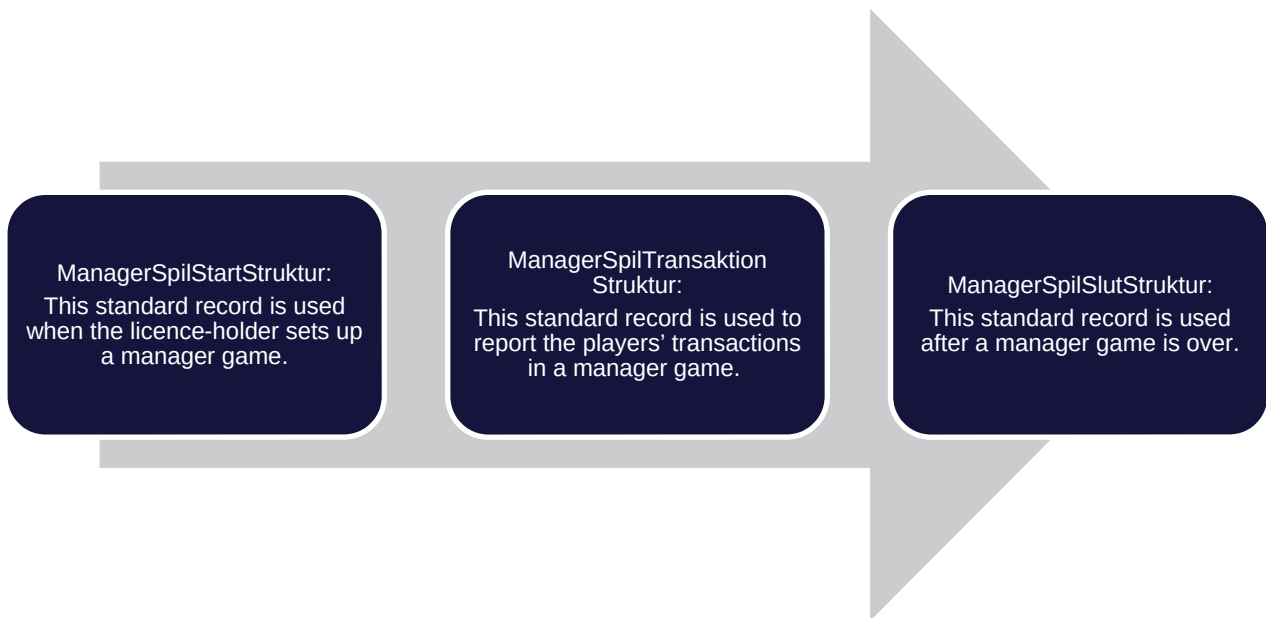 ManagerSpilStartStruktur:
This standard record is used
when the licence-holder sets up
a manager game.
ManagerSpilTransaktion
Struktur:
This standard record is used to
report the players’ transactions
in a manager game.
ManagerSpilSlutStruktur:
This standard record is used
after a manager game is over.